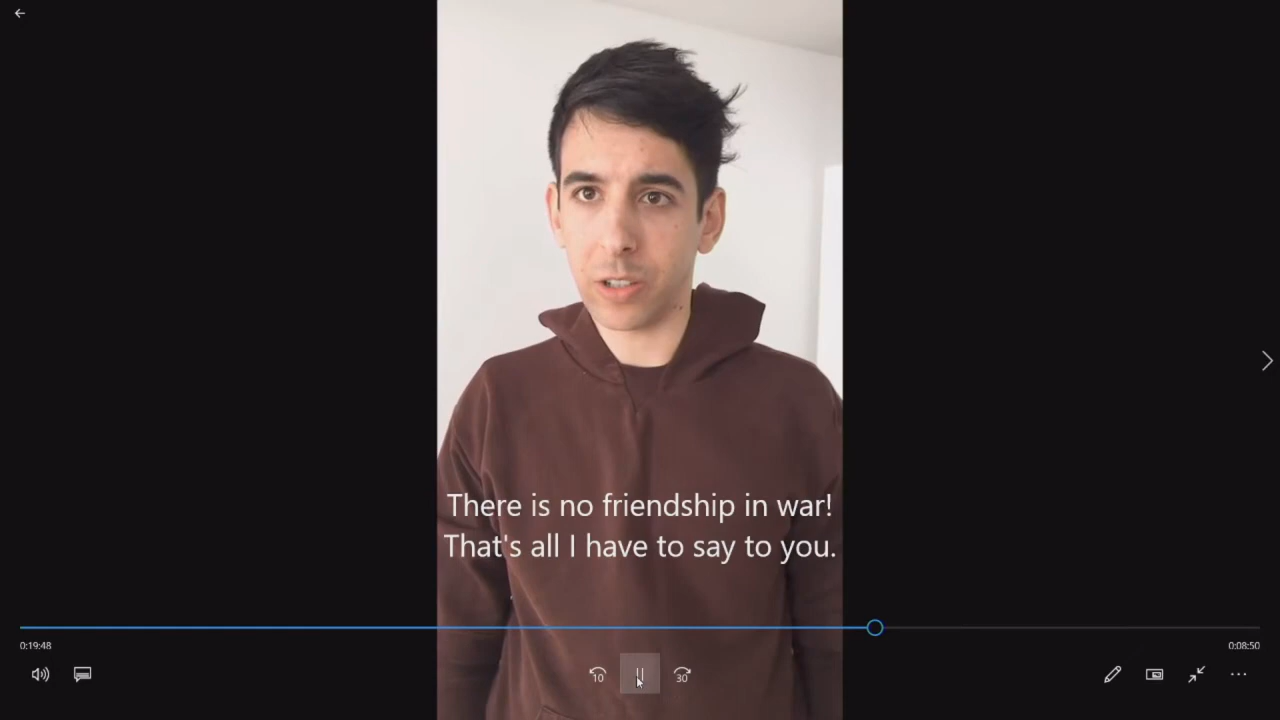 There is no friendship in war!
That's all I have to say to you.
0:19:48
0:08:50
10
30